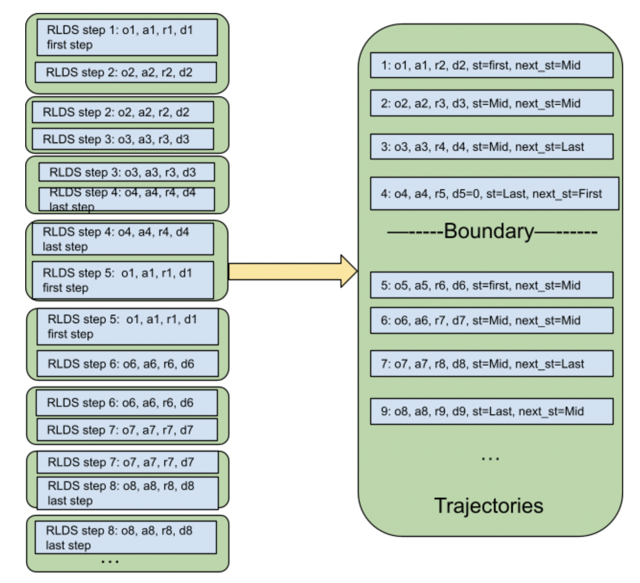 RLDS step 1: o1, a1, r1, d1
first step
RLDS step 2: o2, a2, r2, d2
RLDS step 2: o2, a2, r2, d2
RLDS step 3: o3, a3, r3, d3
RLDS step 3: o3, a3, r3, d3
RLDS step 4: o4, a4, r4, d4
last step
RLDS step 4: o4, a4, r4, d4
last step
RLDS step 5:  o1, a1, r1, d1
first step
RLDS step 5:  o1, a1, r1, d1
first step
RLDS step 6: o6, a6, r6, d6
RLDS step 6: o6, a6, r6, d6
RLDS step 7: o7, a7, r7, d7
RLDS step 7: o7, a7, r7, d7
RLDS step 8: o8, a8, r8, d8
last step
RLDS step 8: o8, a8, r8, d8
last step
...
1: o1, a1, r2, d2, st=first, next_st=Mid
2: o2, a2, r3, d3, st=Mid, next_st=Mid
3: o3, a3, r4, d4, st=Mid, next_st=Last
4: o4, a4, r5, d5=0, st=Last, next_st=First
—-----Boundary—-------
5: o5, a5, r6, d6, st=first, next_st=Mid
6: o6, a6, r7, d7, st=Mid, next_st=Mid
7: o7, a7, r8, d8, st=Mid, next_st=Last
9: o8, a8, r9, d9, st=Last, next_st=Mid
...
Trajectories